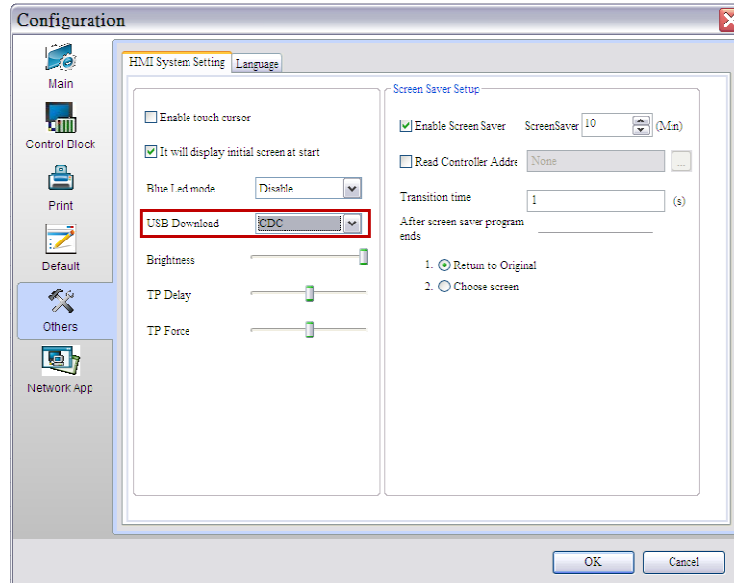 Configuration
Main
Control Block
Print
Default
Others
Network App
HMI System Setting
Language
Enable touch cursor
It will display initial screen at start
Blue Led mode Disable
USB Download CDC
Brightness
TP Delay
TP Force
Screen Saver Setup
Enable Screen Saver ScreenSaver 10 (Min)
Read Controller Addre None ...
Transition time 1 (s)
After screen saver program
ends
1. Return to Original
2. Choose screen
OK Cancel